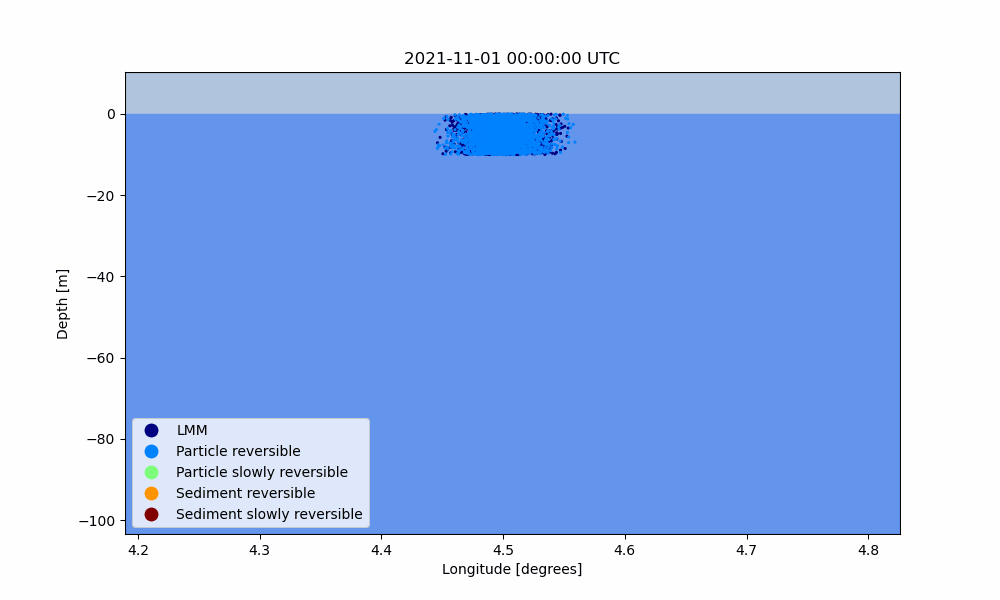 2021-11-01 00:00:00 UTC
0
−20
−40
−60
−80
−100
Depth [m]
LMM
Particle reversible
Particle slowly reversible
Sediment reversible
Sediment slowly reversible
4.2 4.3 4.4 4.5 4.6 4.7 4.8
Longitude [degrees]